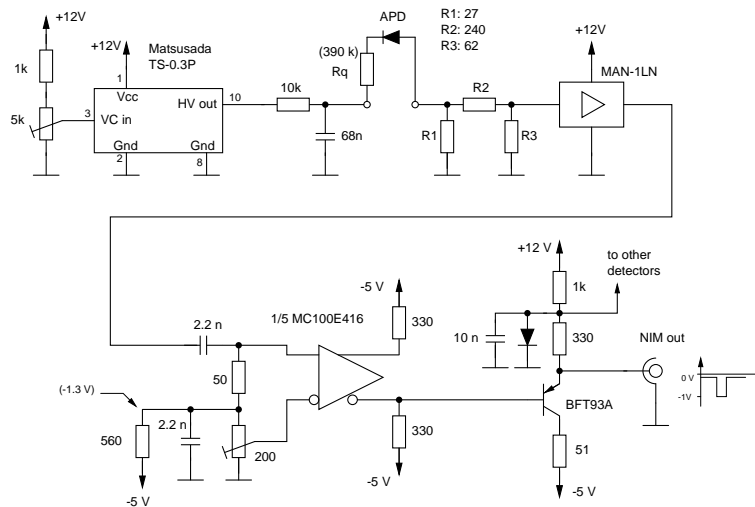 +12V
1k
5k
+12V
Matsusada
TS-0.3P
1
Vcc
3
VC in
HV out
10
Gnd
2
Gnd
8
10k
68n
(390 k)
Rq
APD
R1: 27
R2: 240
R3: 62
R1
R2
R3
+12V
MAN-1LN
2.2 n
50
(-1.3 V)
560
-5 V
2.2 n
200
1/5 MC100E416
-5 V
330
330
-5 V
+12 V
1k
to other
detectors
10 n
330
NIM out
0 V
-1V
BFT93A
51
-5 V